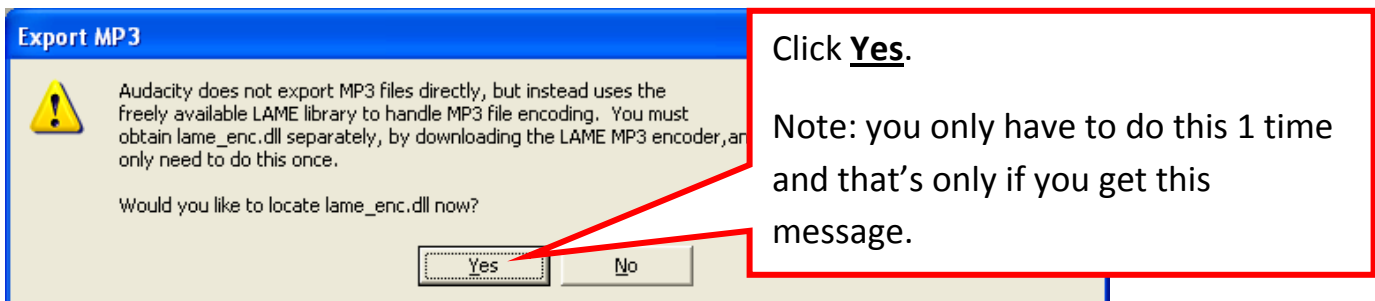 Export MP3
Audacity does not export MP3 files directly, but instead uses the
freely available LAME library to handle MP3 file encoding. You must
obtain lame_enc.dll separately, by downloading the LAME MP3 encoder,
only need to do this once.
Would you like to locate lame_enc.dll now?
Yes
No
Click Yes.
Note: you only have to do this 1 time
and that’s only if you get this
message.